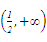 (1/2, +∞)